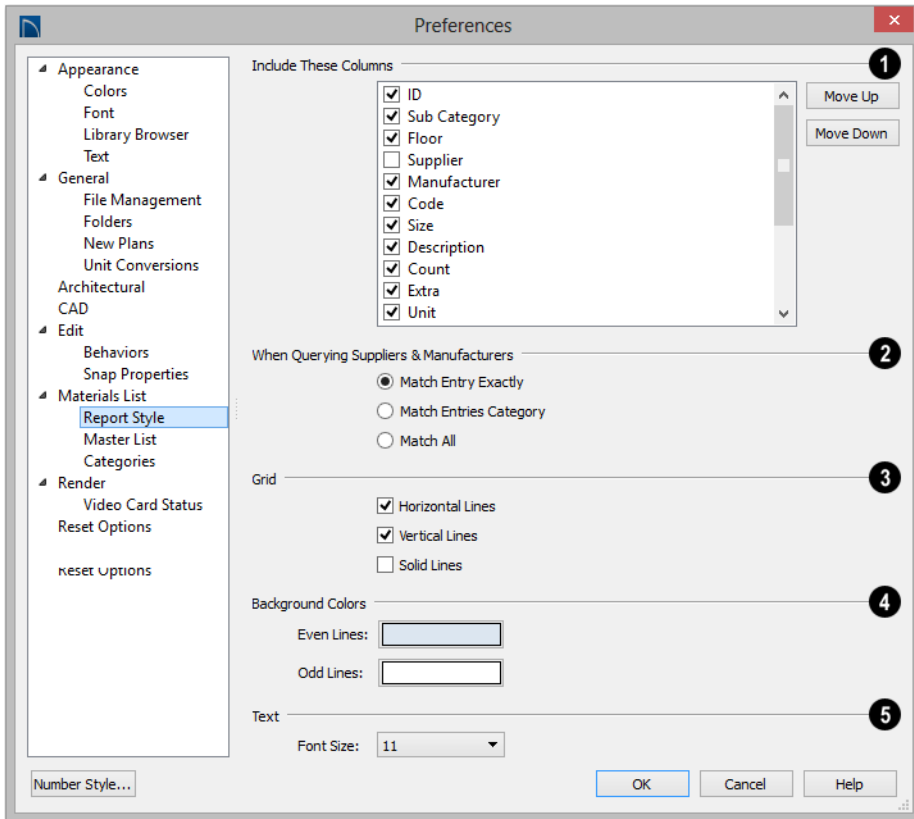 Preferences
Appearance
Colors
Font
Library Browser
Text
General
File Management
Folders
New Plans
Unit Conversions
Architectural
CAD
Edit
Behaviors
Snap Properties
Materials List
Report Style
Master List
Categories
Render
Video Card Status
Reset Options
Reset Options
Include These Columns 1
ID
Sub Category
Floor
Supplier
Manufacturer
Code
Size
Description
Count
Extra
Unit
Move Up
Move Down
When Querying Suppliers & Manufacturers 2
Match Entry Exactly
Match Entries Category
Match All
Grid 3
Horizontal Lines
Vertical Lines
Solid Lines
Background Colors 4
Even Lines:
Odd Lines:
Text 5
Font Size: 11
Number Style... OK Cancel Help